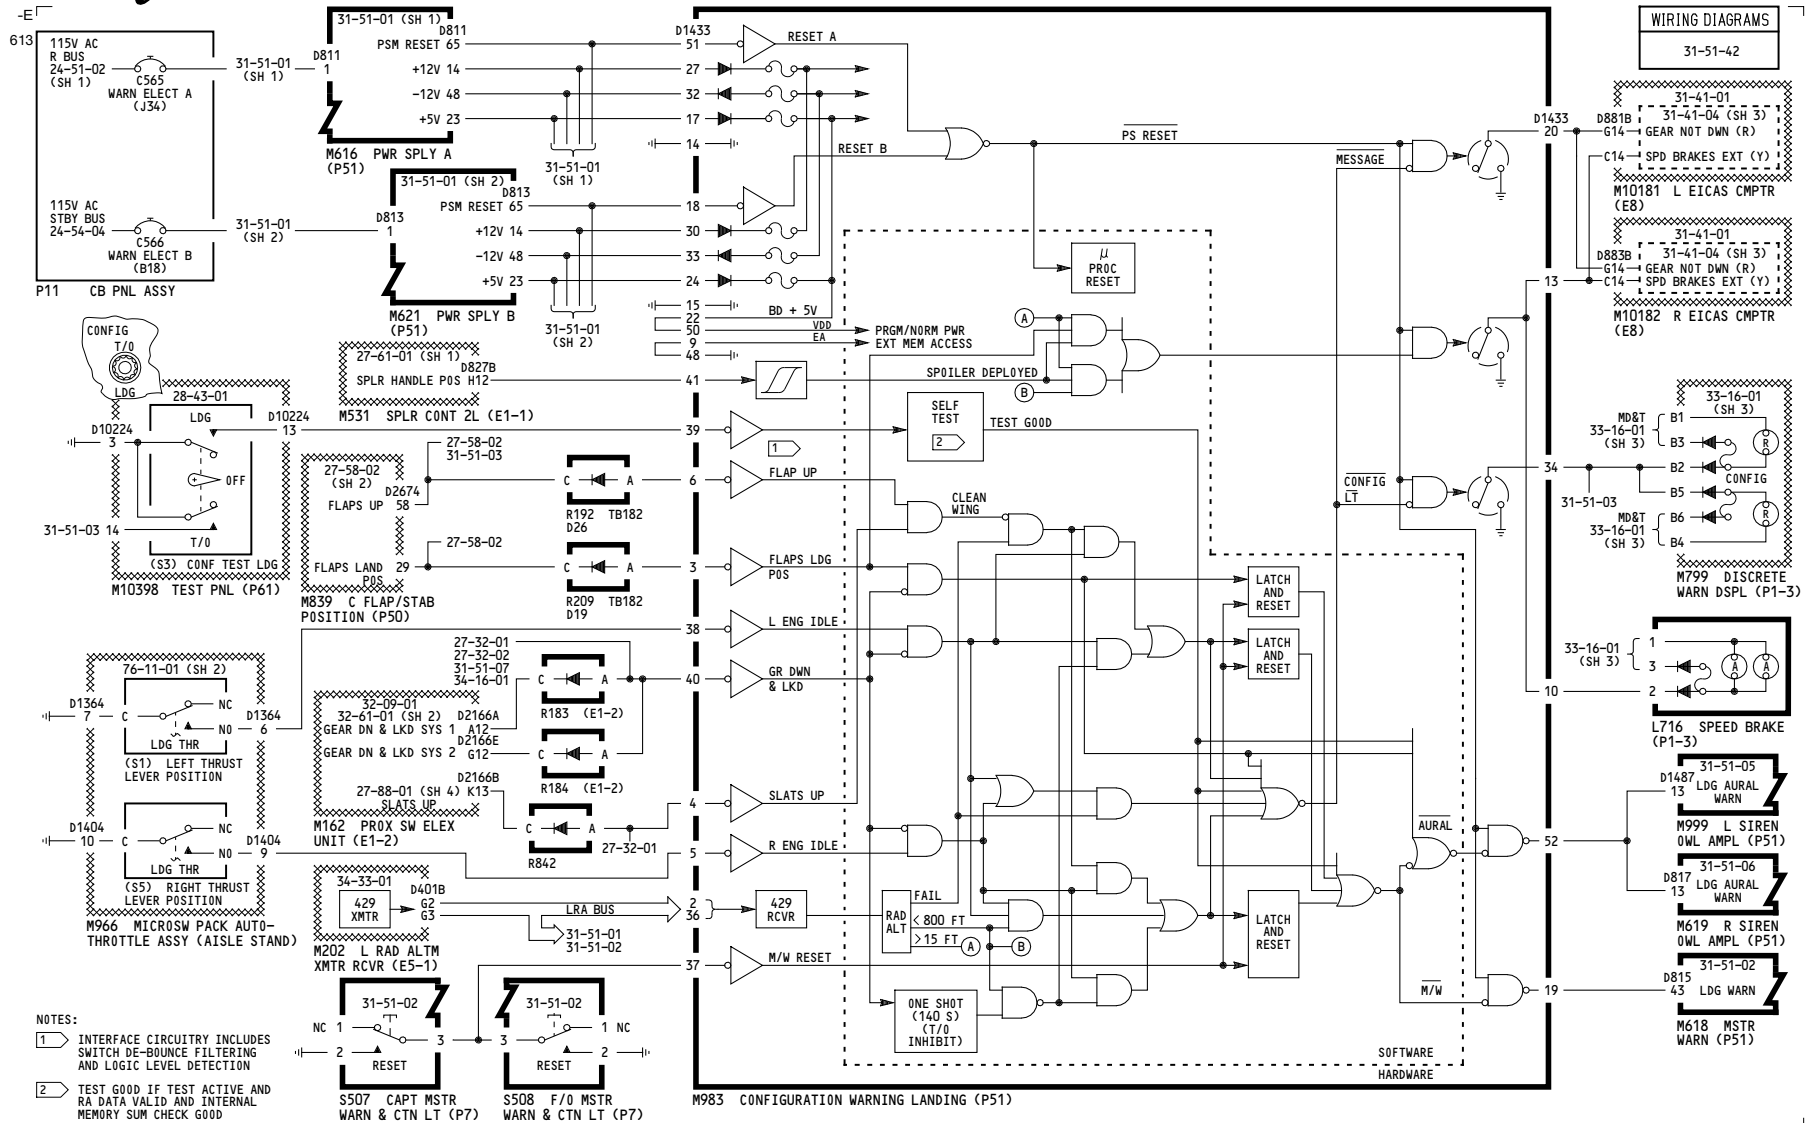 -E
613
115V AC
R BUS
24-51-02
(SH 1)
C565
WARN ELECT A
(J34)
115V AC
STBY BUS
24-54-04
C566
WARN ELECT B
(B18)
P11 CB PNL ASSY
31-51-01
(SH 1)
31-51-01
(SH 2)
31-51-01 (SH 1)
D811
1
D811
PSM RESET 65
+12V 14
-12V 48
+5V 23
M616 PWR SPLY A
(P51)
31-51-01
(SH 1)
31-51-01 (SH 2)
D813
1
D813
PSM RESET 65
+12V 14
-12V 48
+5V 23
M621 PWR SPLY B
(P51)
31-51-01
(SH 2)
CONFIG
T/O
LDG
27-61-01 (SH 1)
D827B
SPLR HANDLE POS H12
M531 SPLR CONT 2L (E1-1)
28-43-01
LDG
OFF
T/O
D10224
3
D10224
13
31-51-03 14
(S3) CONF TEST LDG
M10398 TEST PNL (P61)
27-58-02
(SH 2)
D2674
FLAPS UP 58
FLAPS LAND
POS
29
M839 C FLAP/STAB
POSITION (P50)
27-58-02
31-51-03
27-58-02
C A
R192 TB182
D26
C A
R209 TB182
D19
27-32-01
27-32-02
31-51-07
34-16-01
C A
R183 (E1-2)
C A
R184 (E1-2)
C A
R842
27-32-01
32-09-01
32-61-01 (SH 2)
D2166A
GEAR DN & LKD SYS 1 A12
D2166E
GEAR DN & LKD SYS 2 G12
D2166B
27-88-01 (SH 4) K13
SLATS UP
M162 PROX SW ELEX
UNIT (E1-2)
76-11-01 (SH 2)
D1364
7 C
NC
NO
D1364
6
LDG THR
(S1) LEFT THRUST
LEVER POSITION
D1404
10 C
NC
NO
D1404
9
LDG THR
(S5) RIGHT THRUST
LEVER POSITION
M966 MICROSW PACK AUTO-
THROTTLE ASSY (AISLE STAND)
34-33-01
429
XMTR
D401B
G2
G3
LRA BUS
31-51-01
31-51-02
M202 L RAD ALTM
XMTR RCVR (E5-1)
31-51-02
NC 1
2
3
RESET
S507 CAPT MSTR
WARN & CTN LT (P7)
31-51-02
3
1 NC
2
RESET
S508 F/O MSTR
WARN & CTN LT (P7)
NOTES:
1 INTERFACE CIRCUITRY INCLUDES
SWITCH DE-BOUNCE FILTERING
AND LOGIC LEVEL DETECTION
2 TEST GOOD IF TEST ACTIVE AND
RA DATA VALID AND INTERNAL
MEMORY SUM CHECK GOOD
D1433
51
27
32
17
14
18
30
33
24
15
22
50
9
48
41
39
6
3
38
40
4
5
2
36
37
RESET A
RESET B
BD + 5V
VDD
EA
PRGM/NORM PWR
EXT MEM ACCESS
SPOILER DEPLOYED
1
SELF
TEST
2
TEST GOOD
FLAP UP
CLEAN
WING
FLAPS LDG
POS
L ENG IDLE
GR DWN
& LKD
SLATS UP
R ENG IDLE
429
RCVR
RAD
ALT
FAIL
< 800 FT
> 15 FT
A
B
M/W RESET
ONE SHOT
(140 S)
(T/O
INHIBIT)
A
B
PS RESET
μ
PROC
RESET
MESSAGE
CONFIG
LT
LATCH
AND
RESET
LATCH
AND
RESET
LATCH
AND
RESET
AURAL
M/W
SOFTWARE
HARDWARE
M983 CONFIGURATION WARNING LANDING (P51)
D1433
20
13
34
10
52
19
WIRING DIAGRAMS
31-51-42
31-41-01
31-41-04 (SH 3)
D881B
G14 GEAR NOT DWN (R)
C14 SPD BRAKES EXT (Y)
M10181 L EICAS CMPTR
(E8)
31-41-01
31-41-04 (SH 3)
D883B
G14 GEAR NOT DWN (R)
C14 SPD BRAKES EXT (Y)
M10182 R EICAS CMPTR
(E8)
33-16-01
(SH 3)
MD&T
33-16-01
(SH 3)
B1
B3
B2
CONFIG
B5
B6
B4
R
R
31-51-03
MD&T
33-16-01
(SH 3)
M799 DISCRETE
WARN DSPL (P1-3)
33-16-01
(SH 3)
1
3
2
A
A
L716 SPEED BRAKE
(P1-3)
31-51-05
D1487
13
LDG AURAL
WARN
M999 L SIREN
OWL AMPL (P51)
31-51-06
D817
13
LDG AURAL
WARN
M619 R SIREN
OWL AMPL (P51)
31-51-02
D815
43
LDG WARN
M618 MSTR
WARN (P51)